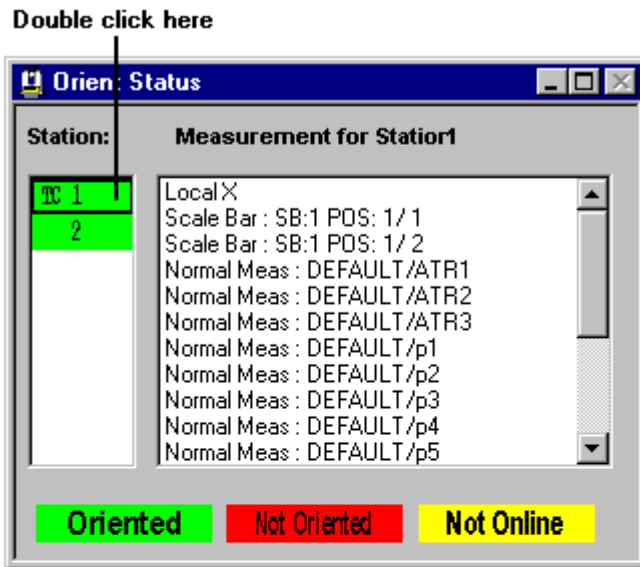 Double click here
Orient Status
Station:
Measurement for Station1
TC 1
2
Local X
Scale Bar : SB:1 POS: 1/ 1
Scale Bar : SB:1 POS: 1/ 2
Normal Meas : DEFAULT/ATR1
Normal Meas : DEFAULT/ATR2
Normal Meas : DEFAULT/ATR3
Normal Meas : DEFAULT/p1
Normal Meas : DEFAULT/p2
Normal Meas : DEFAULT/p3
Normal Meas : DEFAULT/p4
Normal Meas : DEFAULT/p5
Oriented
Not Oriented
Not Online